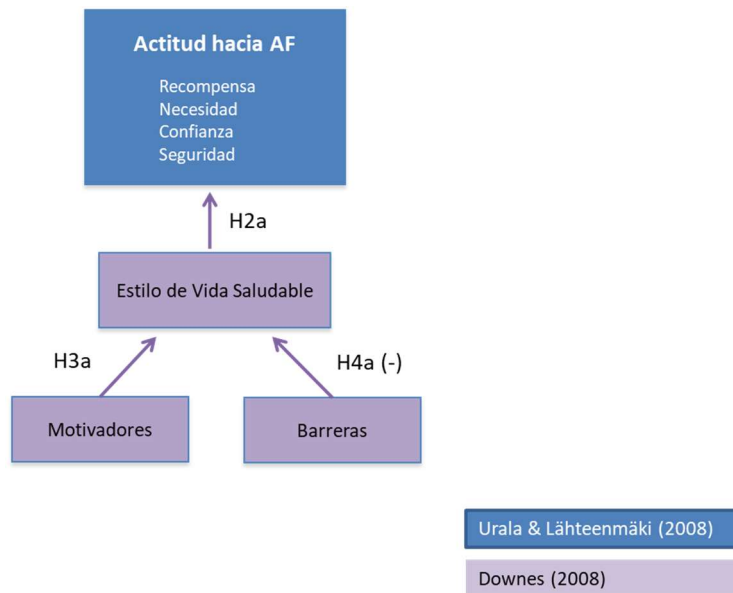 Actitud hacia AF
Recompensa
Necesidad
Confianza
Seguridad
H2a
Estilo de Vida Saludable
H3a
H4a (-)
Motivadores
Barreras
Urala & Lähteenmäki (2008)
Downes (2008)